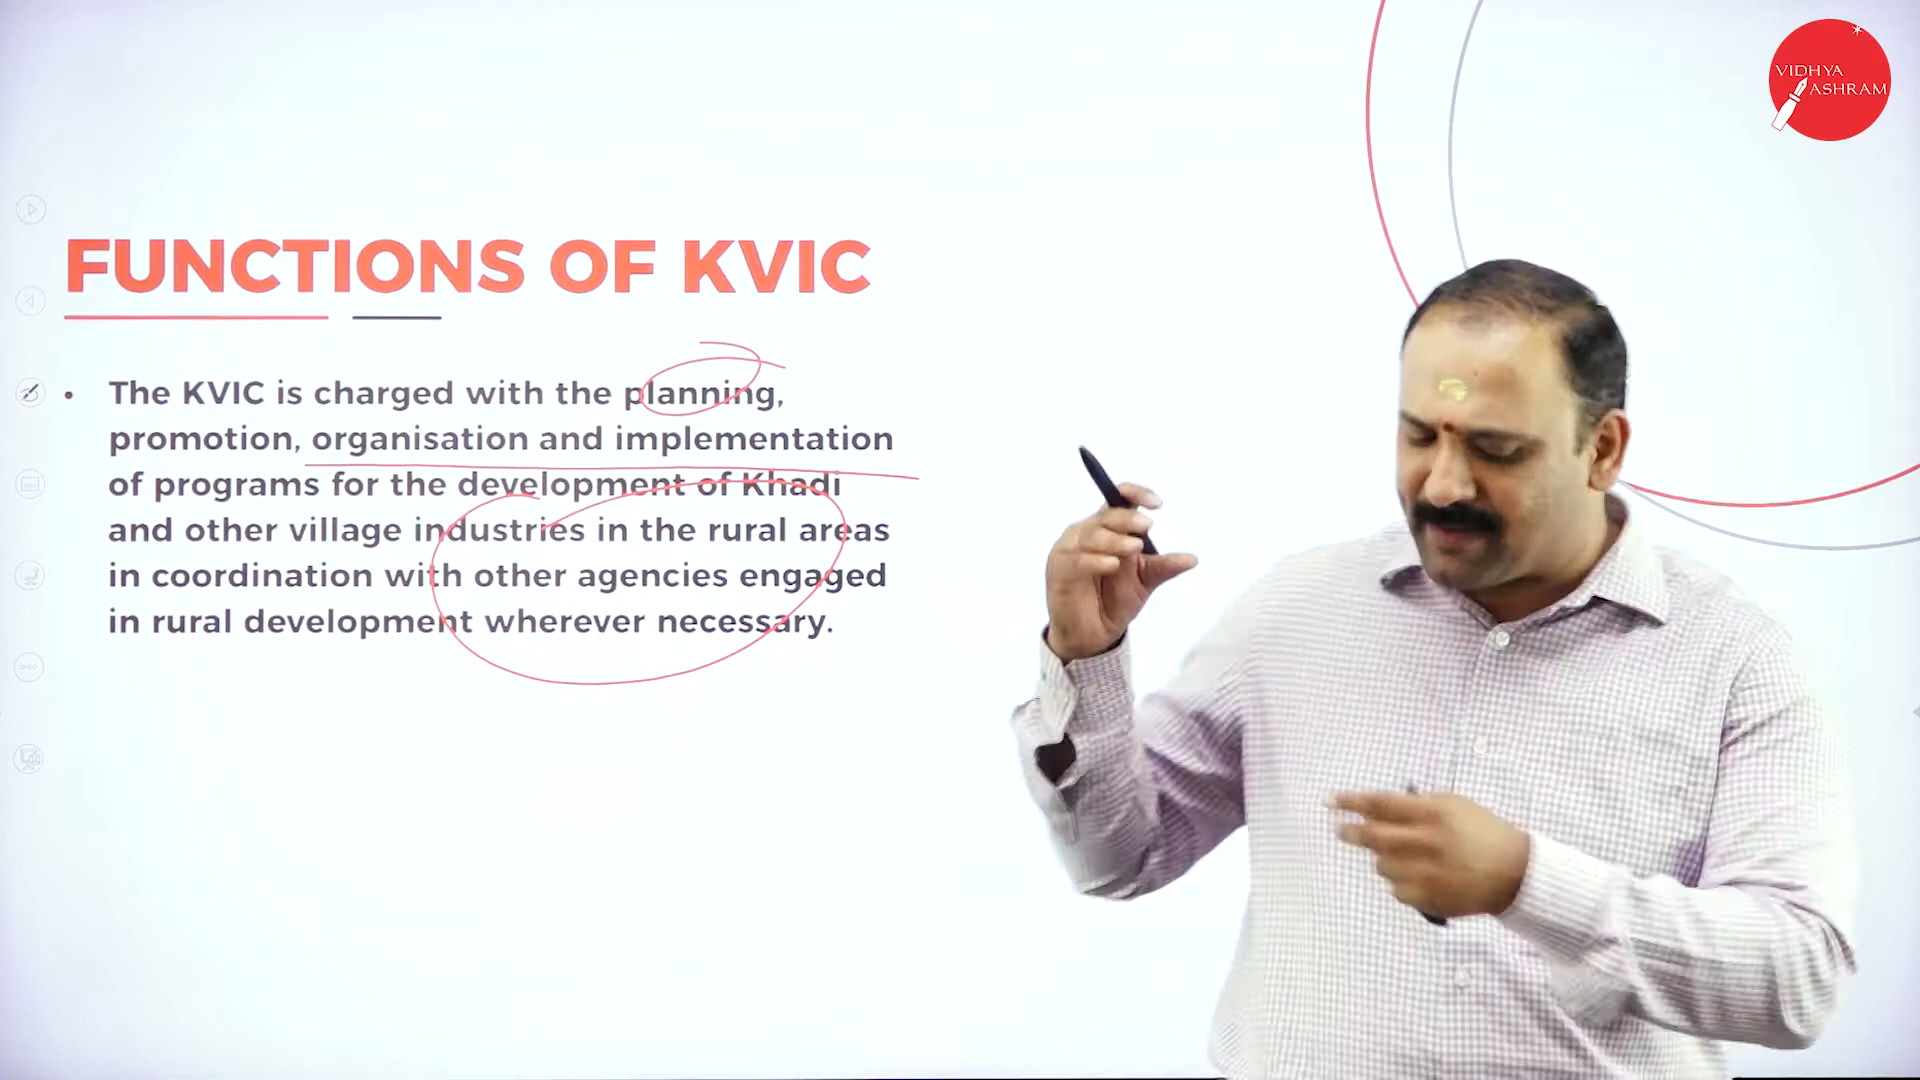 VIDHYA
ASHRAM
FUNCTIONS OF KVIC
• The KVIC is charged with the planning,
promotion, organisation and implementation
of programs for the development of Khadi
and other village industries in the rural areas
in coordination with other agencies engaged
in rural development wherever necessary.